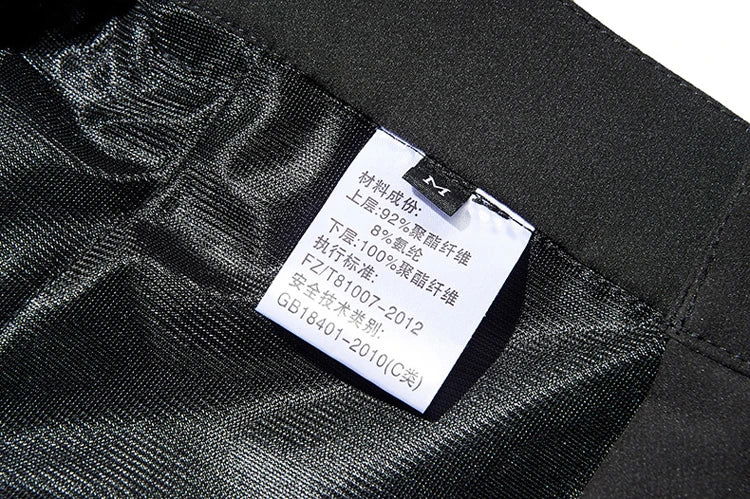 M
材料成份:
上层:92%聚酯纤维
8%氨纶
下层:100%聚酯纤维
执行标准:
FZ/T81007-2012
安全技术类别:
GB18401-2010(C类)